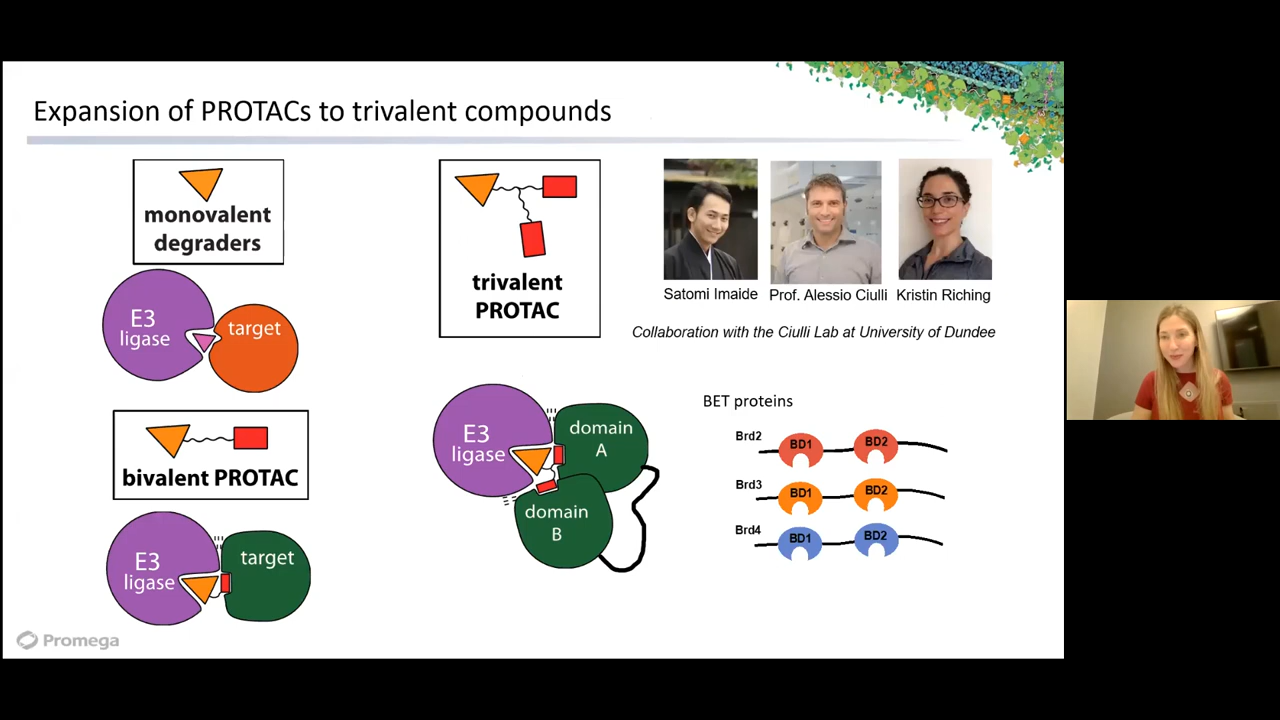 Expansion of PROTACs to trivalent compounds
monovalent
degraders
E3
ligase
target
bivalent PROTAC
E3
ligase
target
trivalent
PROTAC
E3
ligase
domain
A
domain
B
Satomi Imaide
Prof. Alessio Ciulli
Kristin Riching
Collaboration with the Ciulli Lab at University of Dundee
BET proteins
Brd2
BD1
BD2
Brd3
BD1
BD2
Brd4
BD1
BD2
Promega